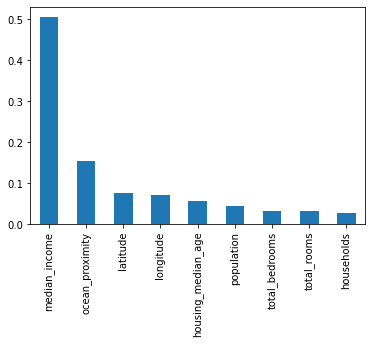 0.5
0.4
0.3
0.2
0.1
0.0
median_income
ocean_proximity
latitude
longitude
housing_median_age
population
total_bedrooms
total_rooms
households